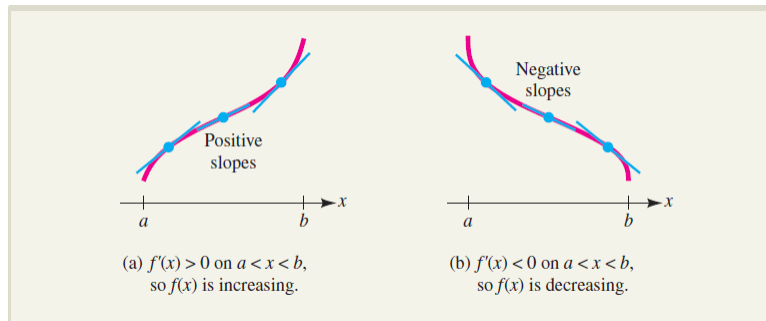 Positive
slopes
x
a
b
(a) f′(x) > 0 on a < x < b,
so f(x) is increasing.
Negative
slopes
x
a
b
(b) f′(x) < 0 on a < x < b,
so f(x) is decreasing.